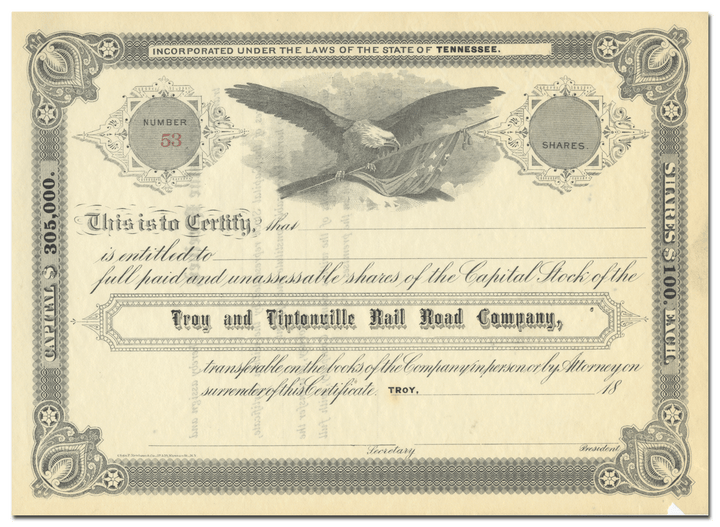 INCORPORATED UNDER THE LAWS OF THE STATE OF TENNESSEE.
NUMBER
53
SHARES
CAPITAL $ 305,000.
SHARES $100. EACH
This is to Certify, that
is entitled to
full paid and unassessable shares of the Capital Stock of the
Troy and Tiptonville Rail Road Company,
transferable on the books of the Company in person or by Attorney on
surrender of this Certificate. TROY, 18
Secretary
President